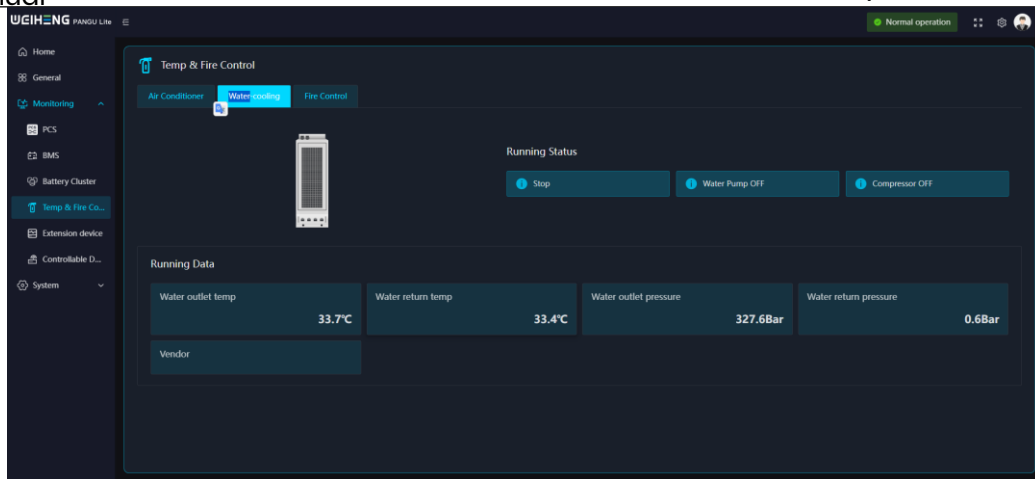 WEIHENG PANGU Lite
Normal operation
Home
General
Monitoring
PCS
BMS
Battery Cluster
Temp & Fire Co...
Extension device
Controllable D...
System
Temp & Fire Control
Air Conditioner Water cooling Fire Control
Running Status
Stop Water Pump OFF Compressor OFF
Running Data
Water outlet temp Water return temp Water outlet pressure Water return pressure
33.7℃ 33.4℃ 327.6Bar 0.6Bar
Vendor